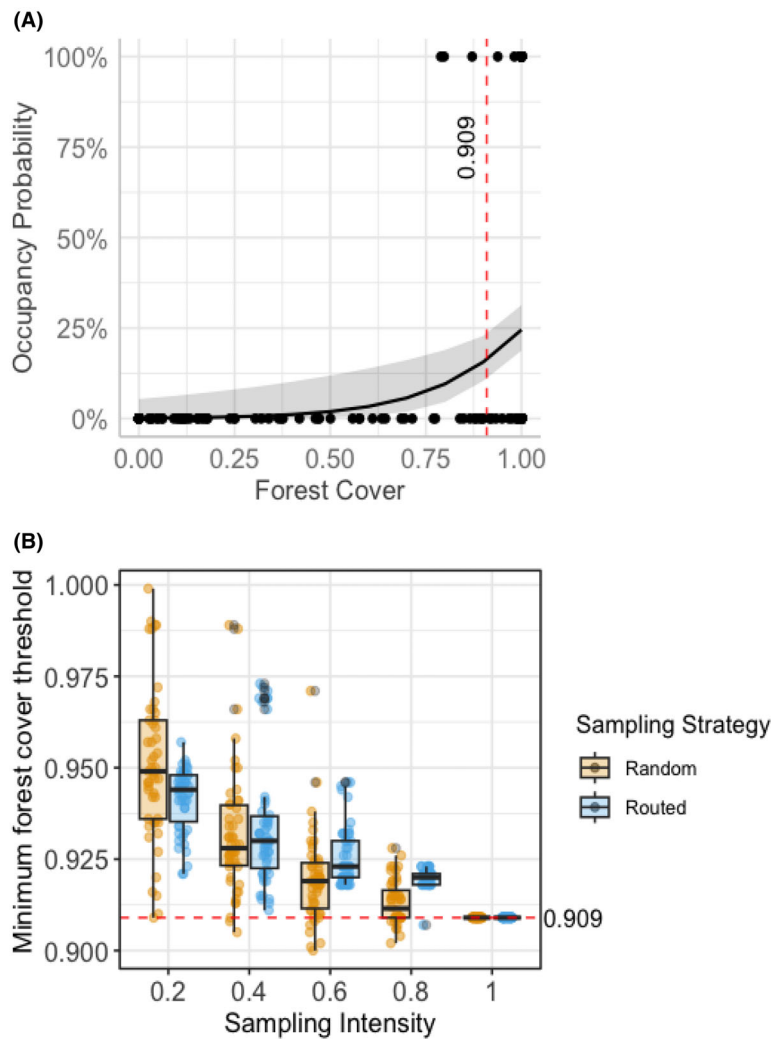 (A)
100%
75%
50%
25%
0%
Occupancy Probability
0.909
0.00 0.25 0.50 0.75 1.00
Forest Cover
(B)
1.000
0.975
0.950
0.925
0.900
Minimum forest cover threshold
0.909
0.2 0.4 0.6 0.8 1
Sampling Intensity
Sampling Strategy
Random
Routed